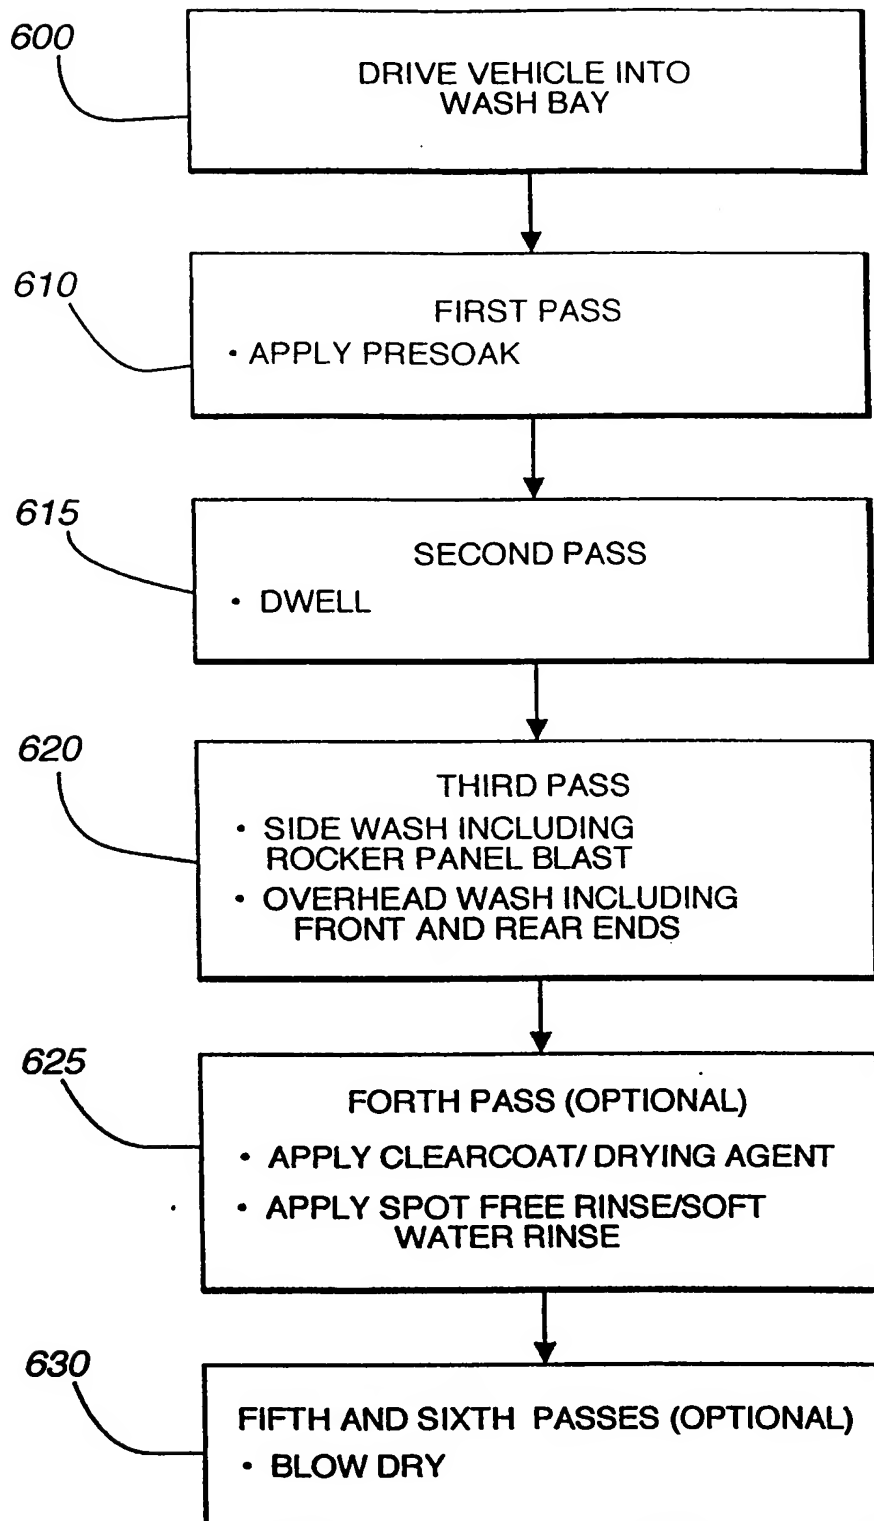 600
DRIVE VEHICLE INTO
WASH BAY
610
FIRST PASS
• APPLY PRESOAK
615
SECOND PASS
• DWELL
620
THIRD PASS
• SIDE WASH INCLUDING
ROCKER PANEL BLAST
• OVERHEAD WASH INCLUDING
FRONT AND REAR ENDS
625
FORTH PASS (OPTIONAL)
• APPLY CLEARCOAT/ DRYING AGENT
• APPLY SPOT FREE RINSE/SOFT
WATER RINSE
630
FIFTH AND SIXTH PASSES (OPTIONAL)
• BLOW DRY